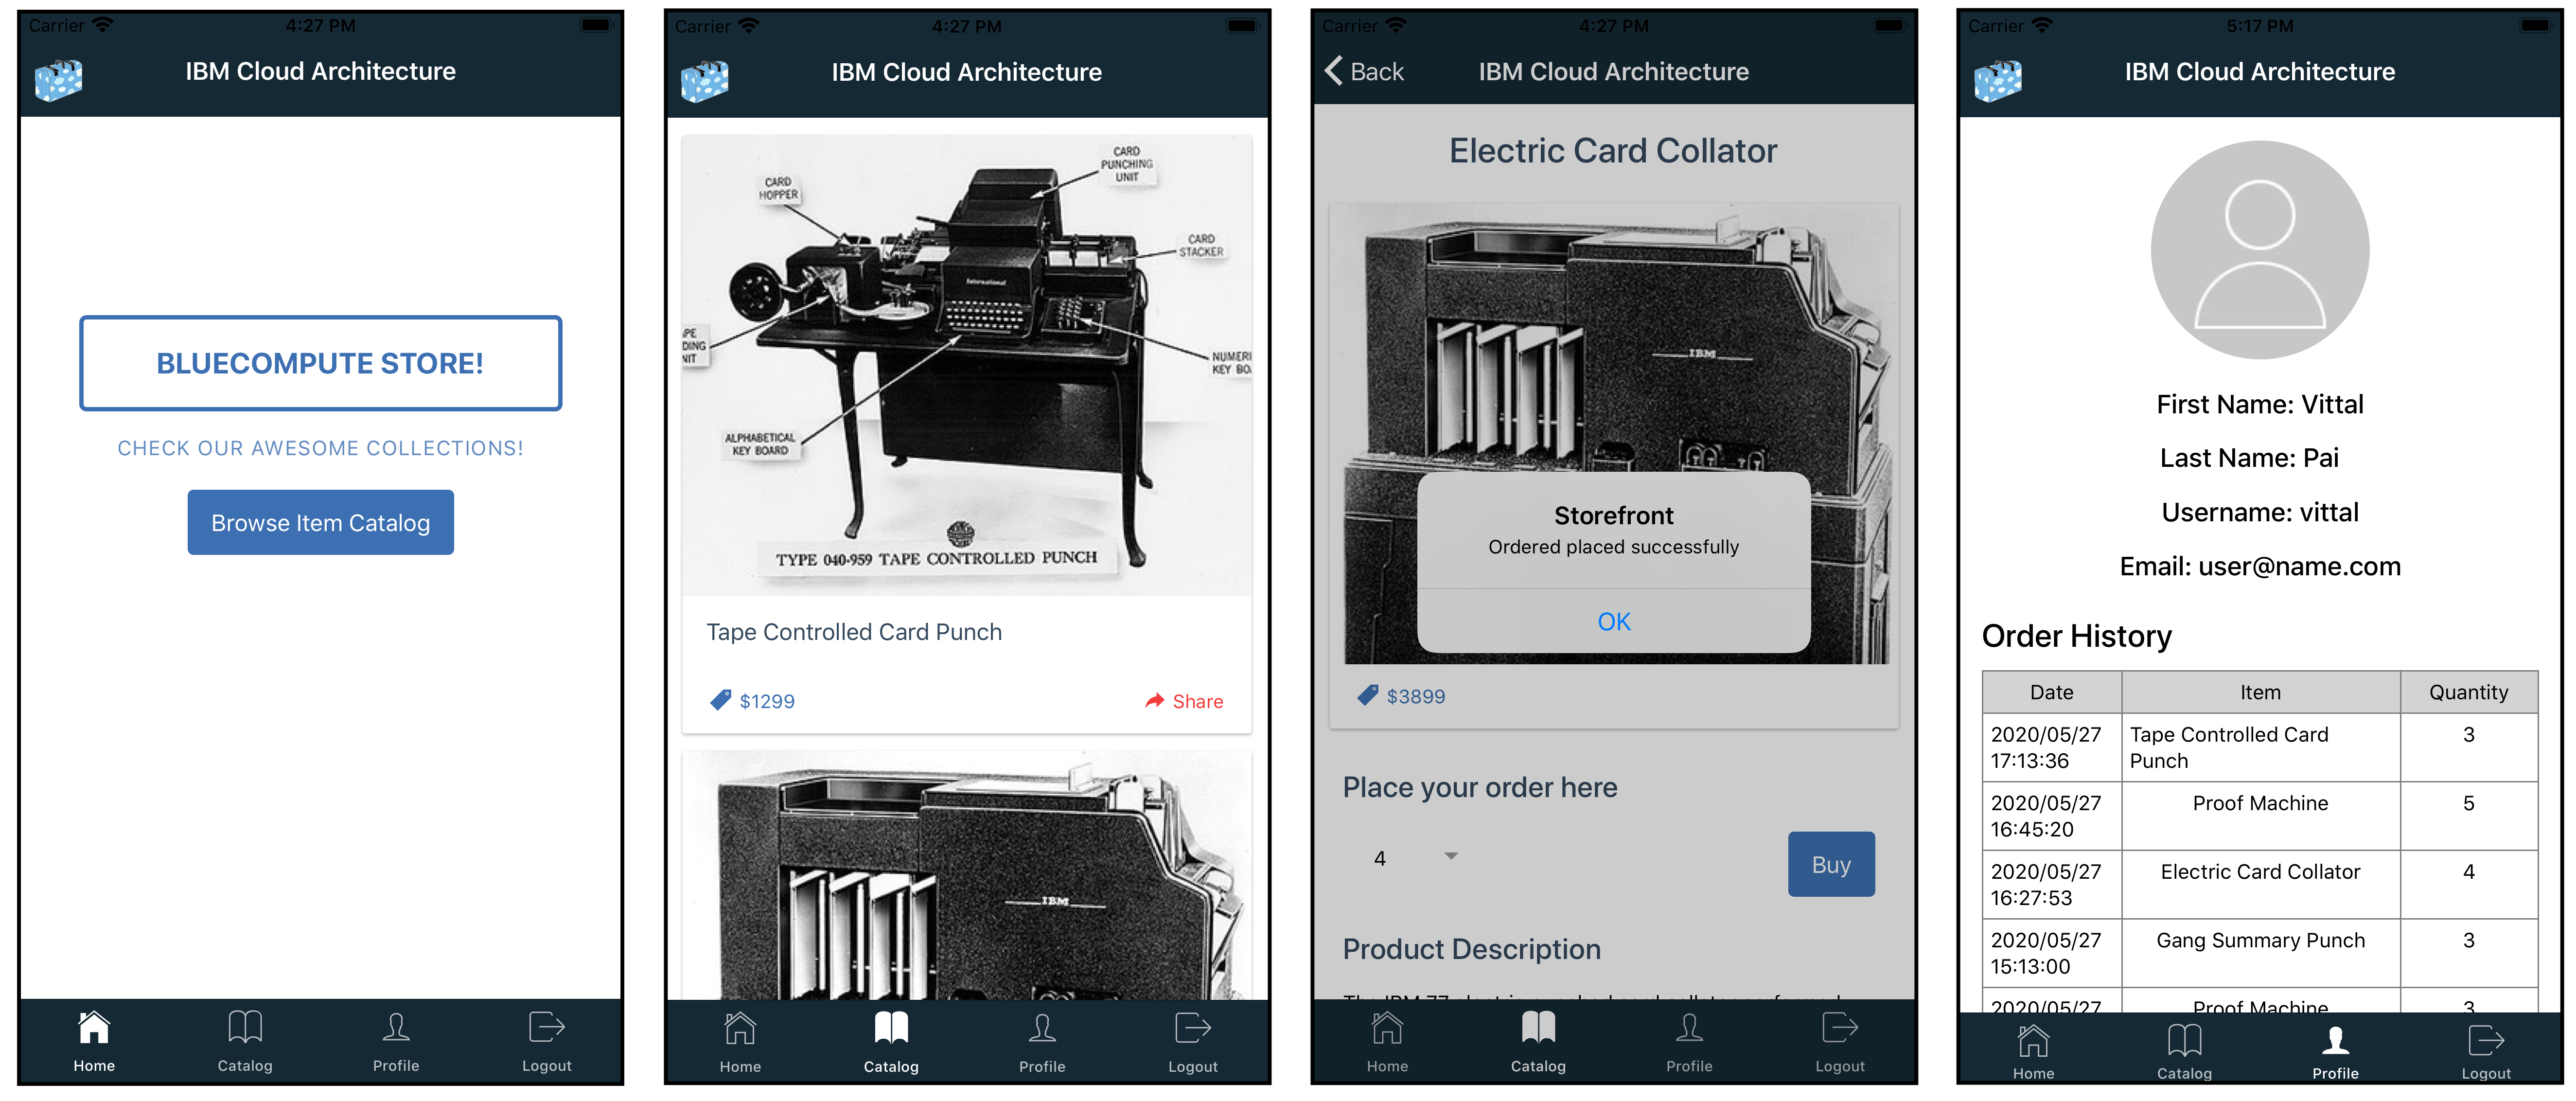 Carrier 4:27 PM
IBM Cloud Architecture
BLUECOMPUTE STORE!
CHECK OUR AWESOME COLLECTIONS!
Browse Item Catalog
Home Catalog Profile Logout
Carrier 4:27 PM
IBM Cloud Architecture
CARD
PUNCHING
UNIT
CARD
HOPPER
CARD
STACKER
International
NUMERI
KEY BO
ALPHABETICAL
KEY BOARD
TYPE 040-959 TAPE CONTROLLED PUNCH
Tape Controlled Card Punch
$1299 Share
IBM
Home Catalog Profile Logout
Carrier 4:27 PM
Back IBM Cloud Architecture
Electric Card Collator
IBM
Storefront
Ordered placed successfully
OK
$3899
Place your order here
4 Buy
Product Description
Home Catalog Profile Logout
Carrier 5:17 PM
IBM Cloud Architecture
First Name: Vittal
Last Name: Pai
Username: vittal
Email: user@name.com
Order History
Date Item Quantity
2020/05/27 Tape Controlled Card 3
17:13:36 Punch
2020/05/27 Proof Machine 5
16:45:20
2020/05/27 Electric Card Collator 4
16:27:53
2020/05/27 Gang Summary Punch 3
15:13:00
2020/05/27 Proof Machine 3
Home Catalog Profile Logout